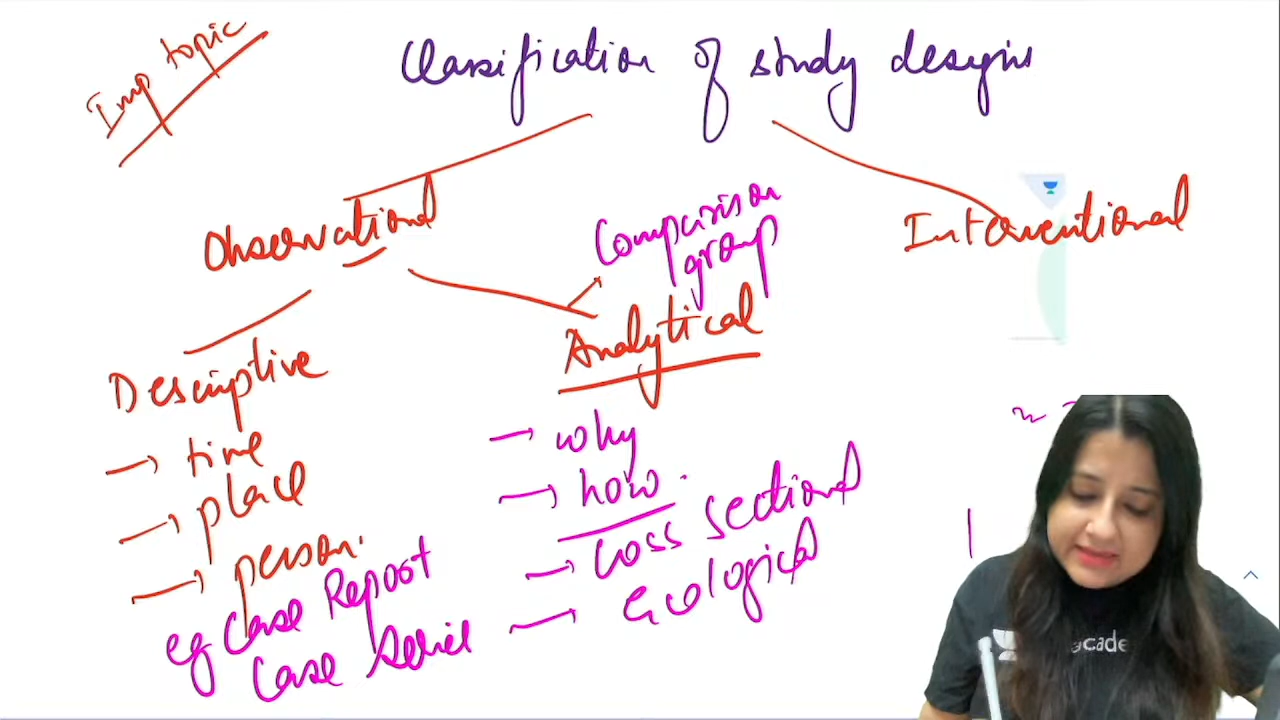 Imp topic
Classification of study designs
Observational
Interventional
Comparison
group
Analytical
Descriptive
→ time
→ place
→ person.
eg Case Report
Case Series
→ why
→ how.
→ Cross sectional
→ Ecological
acade